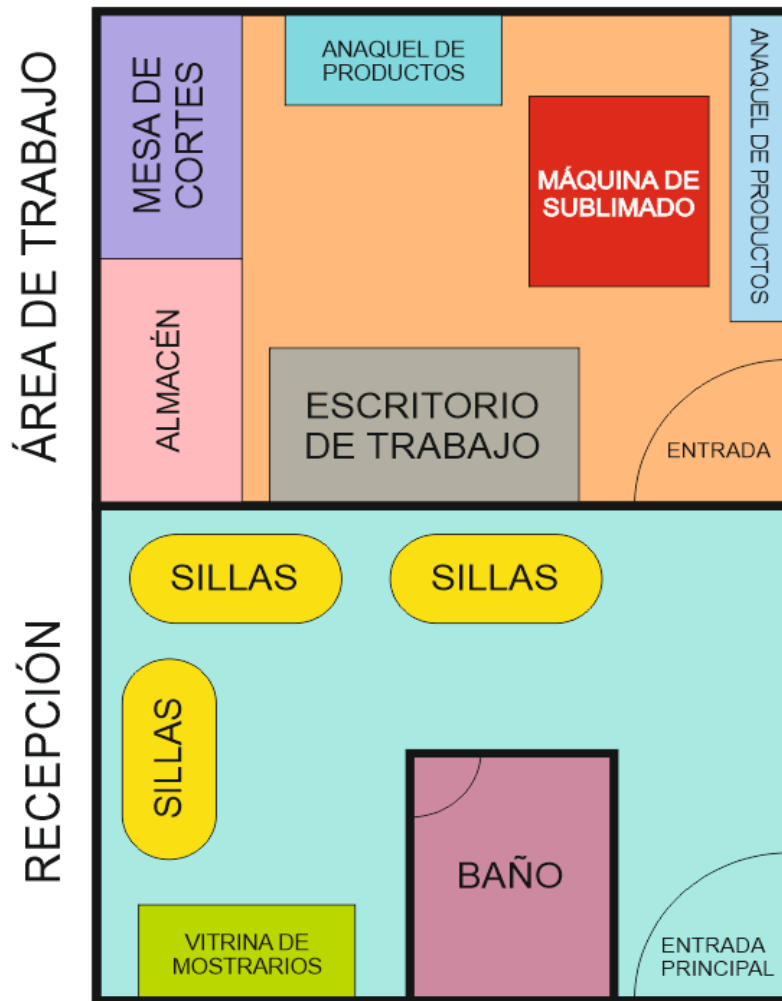 ÁREA DE TRABAJO
MESA DE
CORTES
ANAQUEL DE
PRODUCTOS
MÁQUINA DE
SUBLIMADO
ANAQUEL DE PRODUCTOS
ALMACÉN
ESCRITORIO
DE TRABAJO
ENTRADA
RECEPCIÓN
SILLAS
SILLAS
SILLAS
BAÑO
VITRINA DE
MOSTRARIOS
ENTRADA
PRINCIPAL